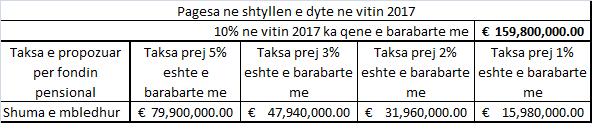 Pagesa ne shtyllen e dyte ne vitin 2017
10% ne vitin 2017 ka qene e barabarte me € 159,800,000.00
Taksa e propozuar per fondin pensional
Taksa prej 5% eshte e barabarte me
Taksa prej 3% eshte e barabarte me
Taksa prej 2% eshte e barabarte me
Taksa prej 1% eshte e barabarte me
Shuma e mbledhur € 79,900,000.00 € 47,940,000.00 € 31,960,000.00 € 15,980,000.00